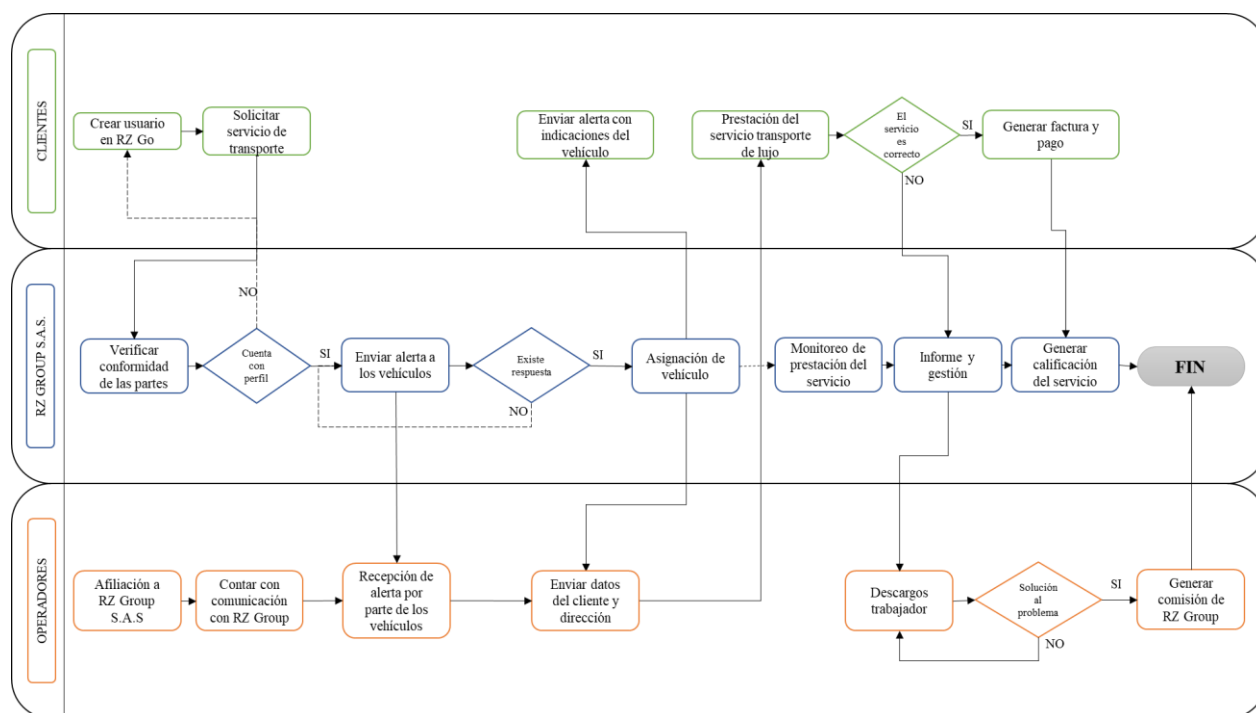 CLIENTES
Crear usuario
en RZ Go
Solicitar
servicio de
transporte
Enviar alerta con
indicaciones del
vehículo
Prestación del
servicio transporte
de lujo
El
servicio
es
correcto
SI
NO
Generar factura y
pago
RZ GROUP S.A.S.
NO
Verificar
conformidad
de las partes
Cuenta
con
perfil
SI
Enviar alerta a
los vehículos
Existe
respuesta
SI
NO
Asignación de
vehículo
Monitoreo de
prestación del
servicio
Informe y
gestión
Generar
calificación
del servicio
FIN
OPERADORES
Afiliación a
RZ Group
S.A.S
Contar con
comunicación
con RZ Group
Recepción de
alerta por
parte de los
vehículos
Enviar datos
del cliente y
dirección
Descargos
trabajador
Solución
al
problema
SI
NO
Generar
comisión de
RZ Group